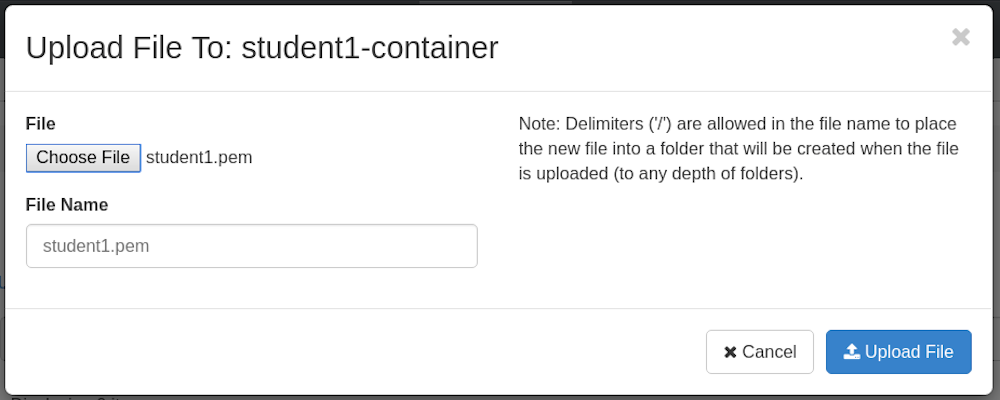 Upload File To: student1-container
File
Choose File student1.pem
File Name
student1.pem
Note: Delimiters ('/') are allowed in the file name to place
the new file into a folder that will be created when the file
is uploaded (to any depth of folders).
Cancel
Upload File